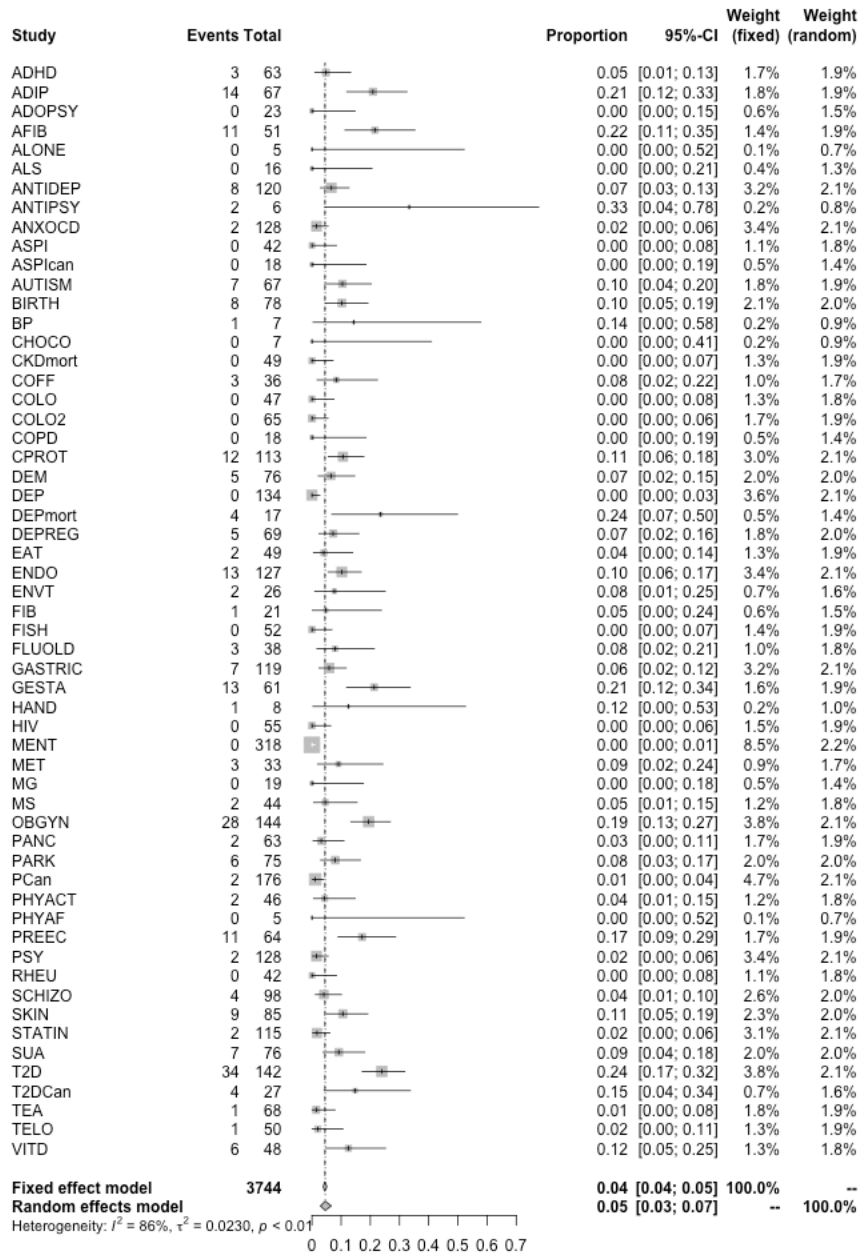 Weight Weight
Study Events Total Proportion 95%-CI (fixed) (random)
ADHD 3 63 0.05 [0.01; 0.13] 1.7% 1.9%
ADIP 14 67 0.21 [0.12; 0.33] 1.8% 1.9%
ADOPSY 0 23 0.00 [0.00; 0.15] 0.6% 1.5%
AFIB 11 51 0.22 [0.11; 0.35] 1.4% 1.9%
ALONE 0 5 0.00 [0.00; 0.52] 0.1% 0.7%
ALS 0 16 0.00 [0.00; 0.21] 0.4% 1.3%
ANTIDEP 8 120 0.07 [0.03; 0.13] 3.2% 2.1%
ANTIPSY 2 6 0.33 [0.04; 0.78] 0.2% 0.8%
ANXOCD 2 128 0.02 [0.00; 0.06] 3.4% 2.1%
ASPI 0 42 0.00 [0.00; 0.08] 1.1% 1.8%
ASPIcan 0 18 0.00 [0.00; 0.19] 0.5% 1.4%
AUTISM 7 67 0.10 [0.04; 0.20] 1.8% 1.9%
BIRTH 8 78 0.10 [0.05; 0.19] 2.1% 2.0%
BP 1 7 0.14 [0.00; 0.58] 0.2% 0.9%
CHOCO 0 7 0.00 [0.00; 0.41] 0.2% 0.9%
CKDmort 0 49 0.00 [0.00; 0.07] 1.3% 1.9%
COFF 3 36 0.08 [0.02; 0.22] 1.0% 1.7%
COLO 0 47 0.00 [0.00; 0.08] 1.3% 1.8%
COLO2 0 65 0.00 [0.00; 0.06] 1.7% 1.9%
COPD 0 18 0.00 [0.00; 0.19] 0.5% 1.4%
CPROT 12 113 0.11 [0.06; 0.18] 3.0% 2.1%
DEM 5 76 0.07 [0.02; 0.15] 2.0% 2.0%
DEP 0 134 0.00 [0.00; 0.03] 3.6% 2.1%
DEPmort 4 17 0.24 [0.07; 0.50] 0.5% 1.4%
DEPREG 5 69 0.07 [0.02; 0.16] 1.8% 2.0%
EAT 2 49 0.04 [0.00; 0.14] 1.3% 1.9%
ENDO 13 127 0.10 [0.06; 0.17] 3.4% 2.1%
ENVT 2 26 0.08 [0.01; 0.25] 0.7% 1.6%
FIB 1 21 0.05 [0.00; 0.24] 0.6% 1.5%
FISH 0 52 0.00 [0.00; 0.07] 1.4% 1.9%
FLUOLD 3 38 0.08 [0.02; 0.21] 1.0% 1.8%
GASTRIC 7 119 0.06 [0.02; 0.12] 3.2% 2.1%
GESTA 13 61 0.21 [0.12; 0.34] 1.6% 1.9%
HAND 1 8 0.12 [0.00; 0.53] 0.2% 1.0%
HIV 0 55 0.00 [0.00; 0.06] 1.5% 1.9%
MENT 0 318 0.00 [0.00; 0.01] 8.5% 2.2%
MET 3 33 0.09 [0.02; 0.24] 0.9% 1.7%
MG 0 19 0.00 [0.00; 0.18] 0.5% 1.4%
MS 2 44 0.05 [0.01; 0.15] 1.2% 1.8%
OBGYN 28 144 0.19 [0.13; 0.27] 3.8% 2.1%
PANC 2 63 0.03 [0.00; 0.11] 1.7% 1.9%
PARK 6 75 0.08 [0.03; 0.17] 2.0% 2.0%
PCan 2 176 0.01 [0.00; 0.04] 4.7% 2.1%
PHYACT 2 46 0.04 [0.01; 0.15] 1.2% 1.8%
PHYAF 0 5 0.00 [0.00; 0.52] 0.1% 0.7%
PREEC 11 64 0.17 [0.09; 0.29] 1.7% 1.9%
PSY 2 128 0.02 [0.00; 0.06] 3.4% 2.1%
RHEU 0 42 0.00 [0.00; 0.08] 1.1% 1.8%
SCHIZO 4 98 0.04 [0.01; 0.10] 2.6% 2.0%
SKIN 9 85 0.11 [0.05; 0.19] 2.3% 2.0%
STATIN 2 115 0.02 [0.00; 0.06] 3.1% 2.1%
SUA 7 76 0.09 [0.04; 0.18] 2.0% 2.0%
T2D 34 142 0.24 [0.17; 0.32] 3.8% 2.1%
T2DCan 4 27 0.15 [0.04; 0.34] 0.7% 1.6%
TEA 1 68 0.01 [0.00; 0.08] 1.8% 1.9%
TELO 1 50 0.02 [0.00; 0.11] 1.3% 1.9%
VITD 6 48 0.12 [0.05; 0.25] 1.3% 1.8%
Fixed effect model 3744 0.04 [0.04; 0.05] 100.0% --
Random effects model 0.05 [0.03; 0.07] -- 100.0%
Heterogeneity: I² = 86%, τ² = 0.0230, p < 0.01
0 0.1 0.2 0.3 0.4 0.5 0.6 0.7